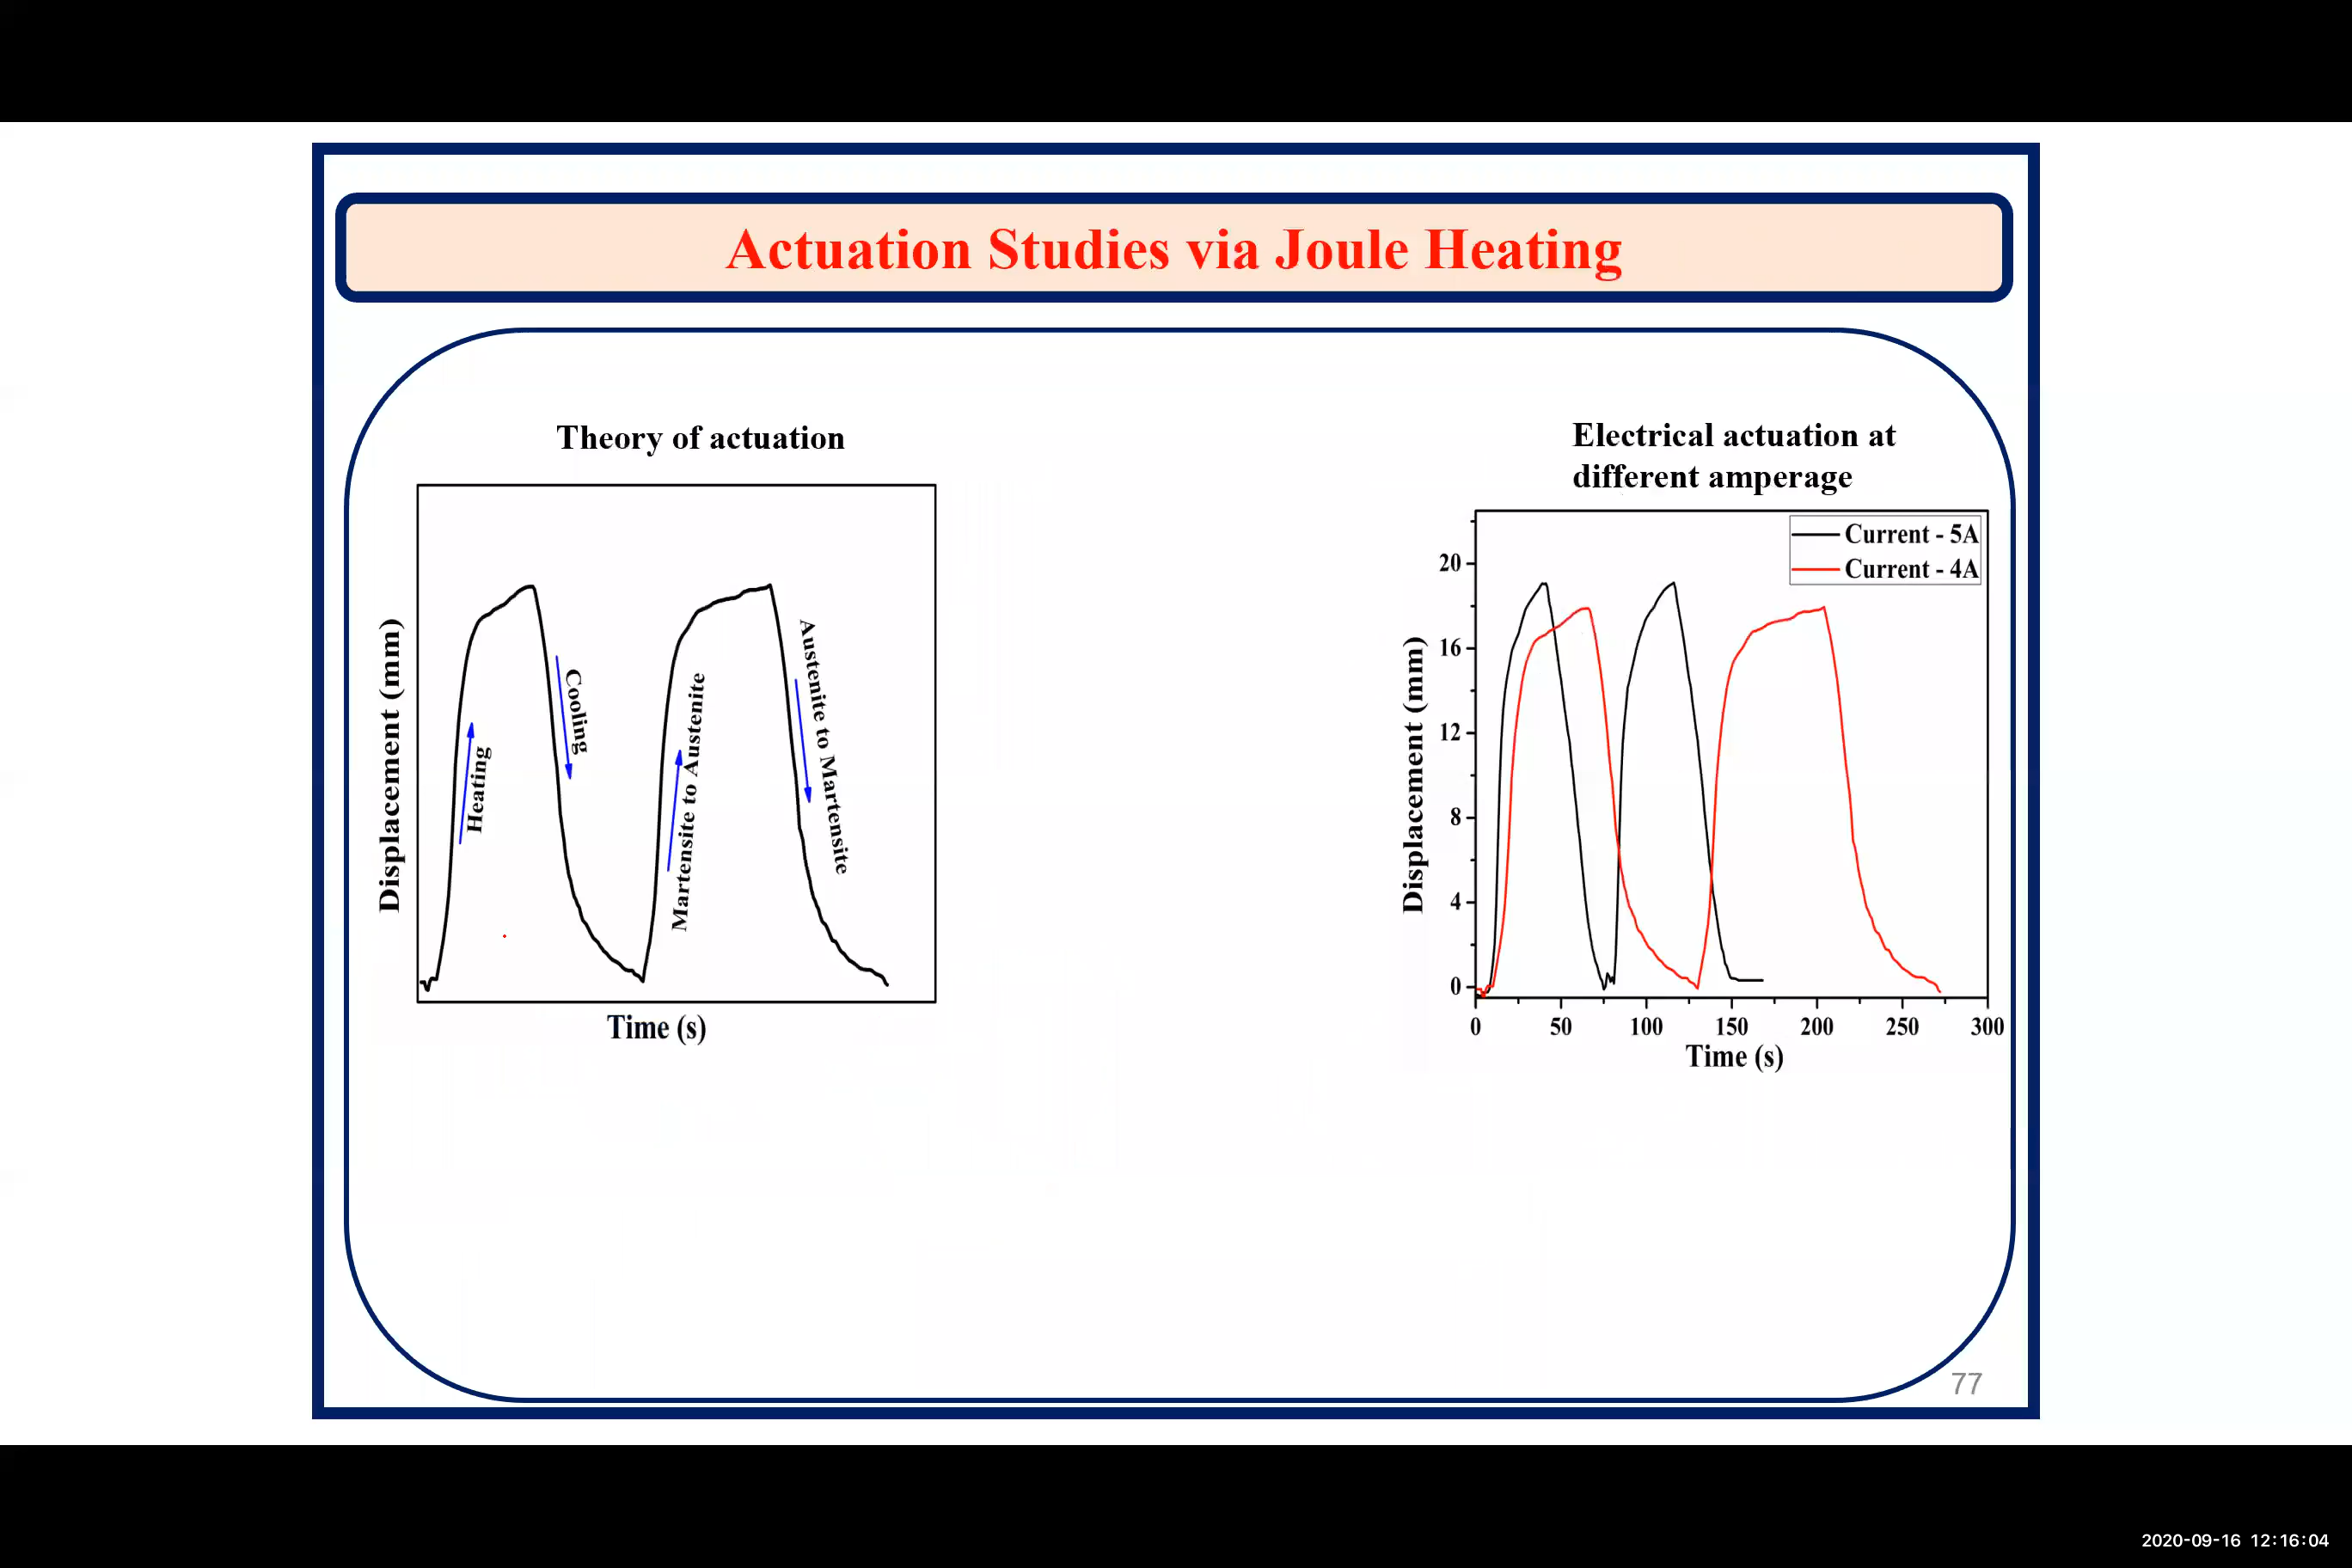 Actuation Studies via Joule Heating
Theory of actuation
Displacement (mm)
Heating
Cooling
Martensite to Austenite
Austenite to Martensite
Time (s)
Electrical actuation at
different amperage
Current - 5A
Current - 4A
Displacement (mm)
20
16
12
8
4
0
0 50 100 150 200 250 300
Time (s)
77
2020-09-16 12:16:04